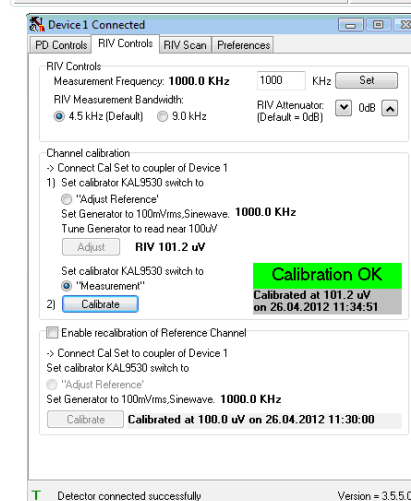 Device1 Connected
PD Controls RIV Controls RIV Scan Preferences
RIV Controls
Measurement Frequency: 1000.0 KHz 1000 KHz Set
RIV Measurement Bandwidth:
4.5 kHz (Default) 9.0 kHz
RIV Attenuator:
(Default = 0dB)
0dB
Channel calibration
-> Connect Cal Set to coupler of Device 1
1) Set calibrator KAL9530 switch to
"Adjust Reference'
Set Generator to 100mVrms,Sinewave. 1000.0 KHz
Tune Generator to read near 100uV
Adjust RIV 101.2 uV
Set calibrator KAL9530 switch to
"Measurement"
2) Calibrate
Calibration OK
Calibrated at 101.2 uV
on 26.04.2012 11:34:51
Enable recalibration of Reference Channel
-> Connect Cal Set to coupler of Device 1
Set calibrator KAL9530 switch to
"Adjust Reference'
Set Generator to 100mVrms,Sinewave. 1000.0 KHz
Calibrate Calibrated at 100.0 uV on 26.04.2012 11:30:00
T Detector connected successfully Version = 3.5.5.0